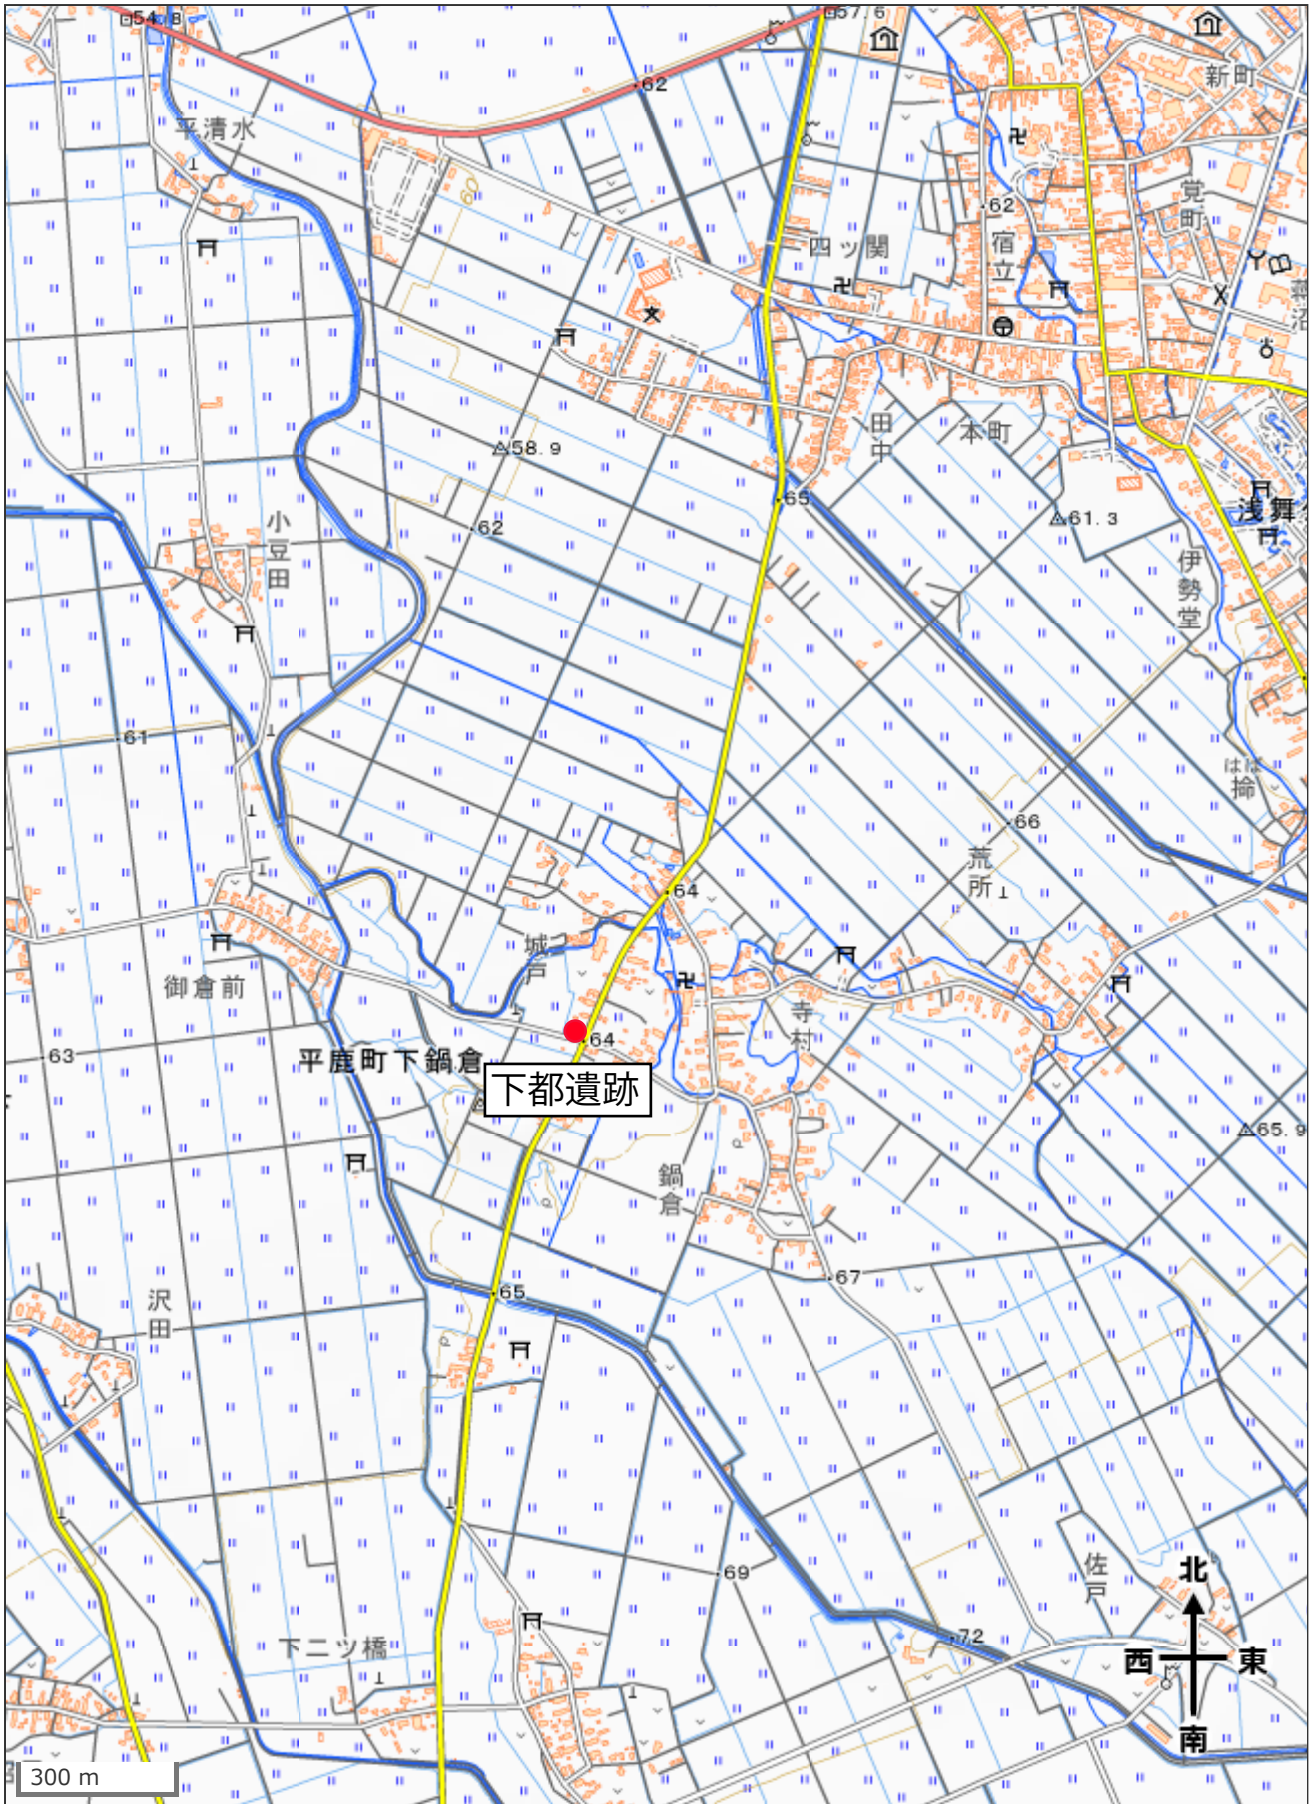 54.8
57.6
新町
62
平清水
60
覚町
62
四ッ関
宿立
田中
本町
58.9
65
浅舞
61.3
62
小豆田
伊勢堂
61
はば
掵
66
荒所
64
城戸
御倉前
寺村
64
63
平鹿町下鍋倉
下都遺跡
65.9
鍋倉
67
65
沢田
69
佐戸
北
72
下二ツ橋
西
東
南
300 m